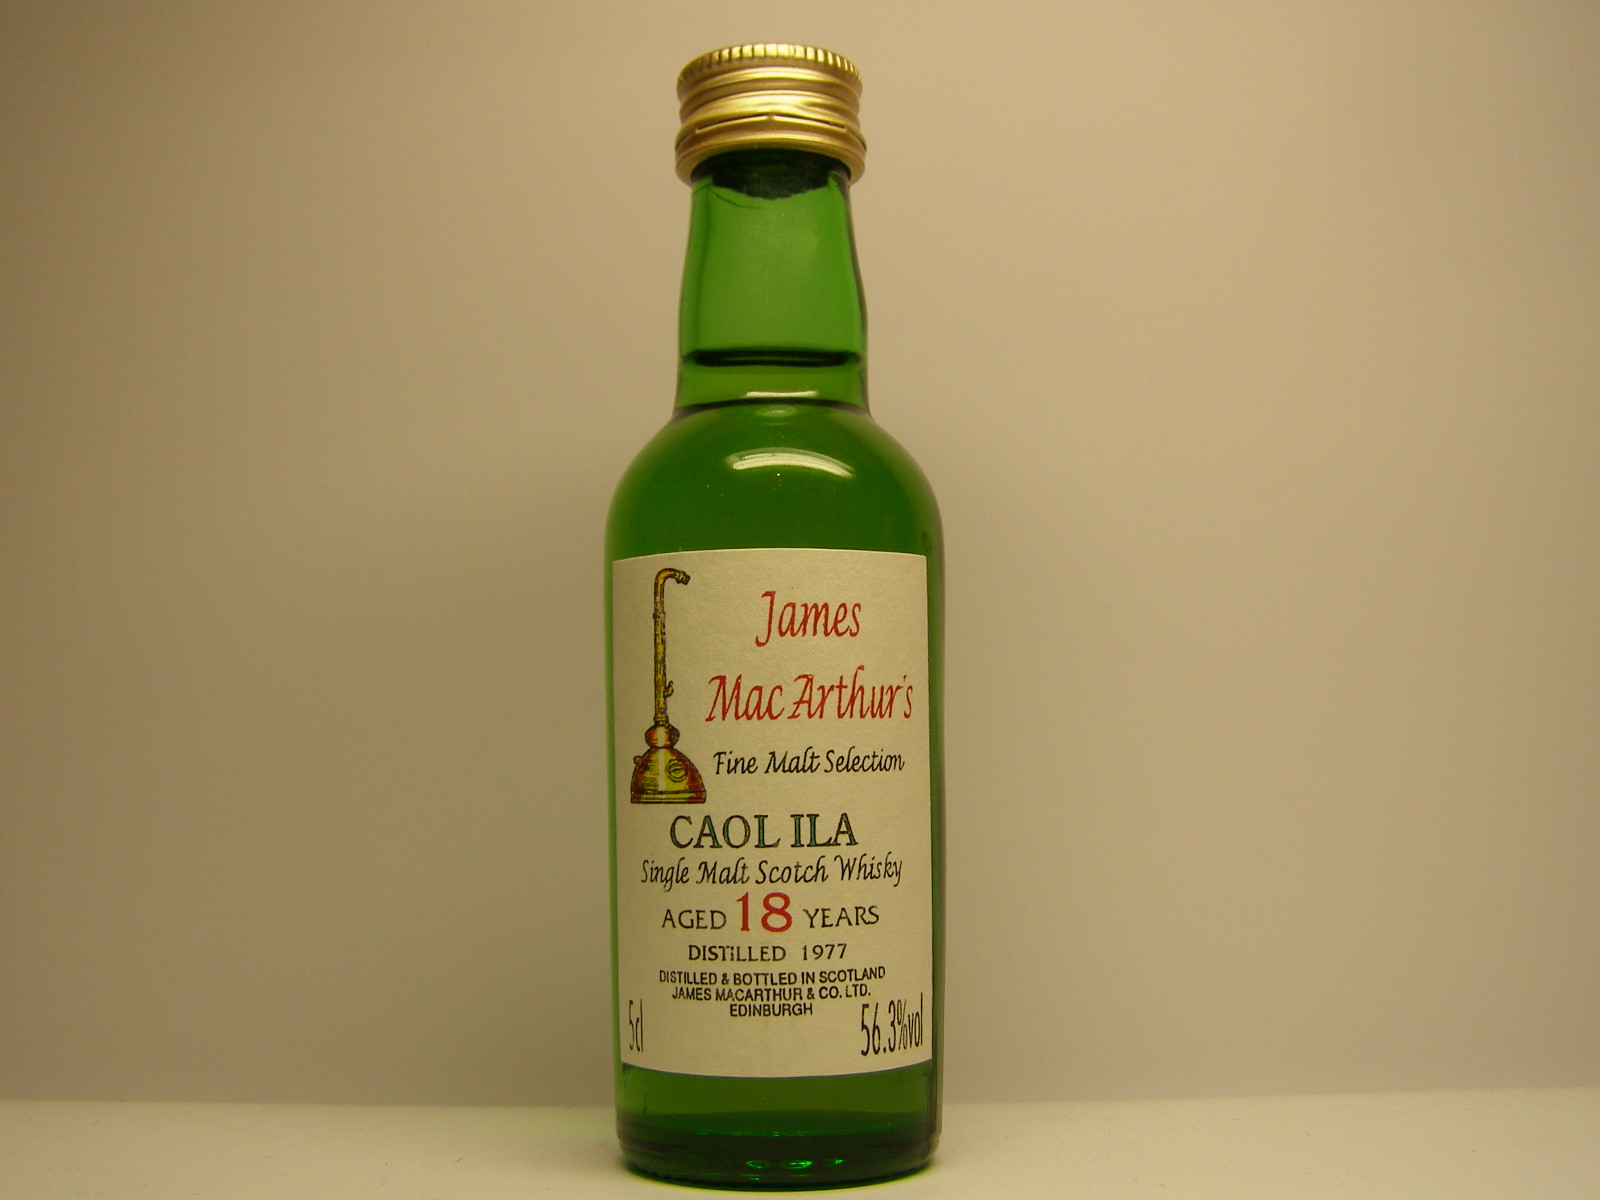 James
MacArthur's
Fine Malt Selection
CAOL ILA
Single Malt Scotch Whisky
AGED 18 YEARS
DISTILLED 1977
DISTILLED & BOTTLED IN SCOTLAND
JAMES MACARTHUR & CO. LTD.
EDINBURGH
5cl 56.3%vol